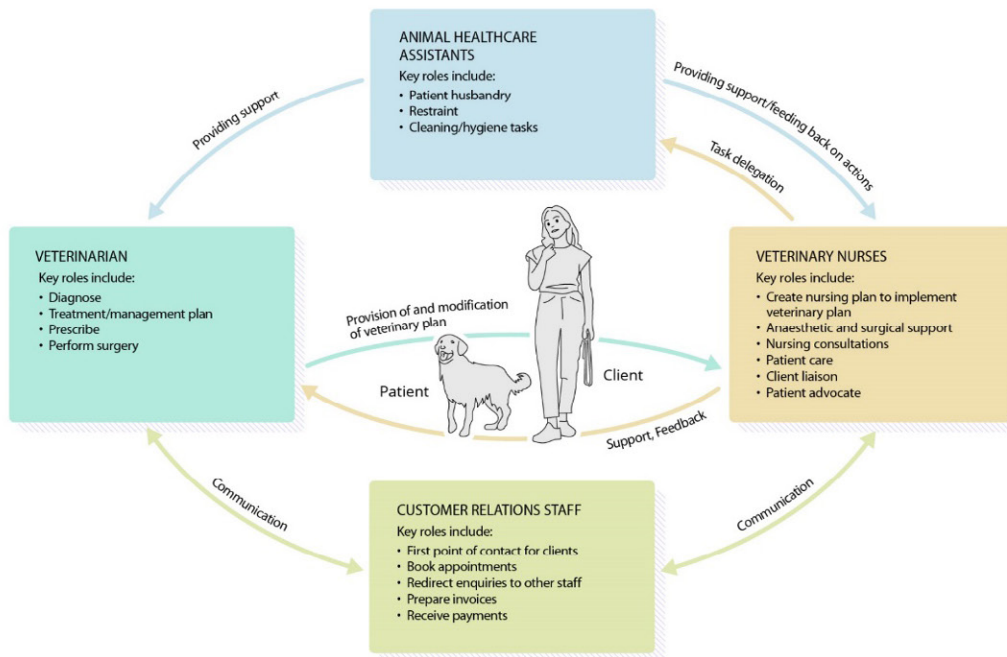 ANIMAL HEALTHCARE
ASSISTANTS
Key roles include:
• Patient husbandry
• Restraint
• Cleaning/hygiene tasks
Providing support
Providing support/feeding back on actions
Task delegation
VETERINARIAN
Key roles include:
• Diagnose
• Treatment/management plan
• Prescribe
• Perform surgery
Provision of and modification
of veterinary plan
Patient
Client
Support, Feedback
VETERINARY NURSES
Key roles include:
• Create nursing plan to implement
veterinary plan
• Anaesthetic and surgical support
• Nursing consultations
• Patient care
• Client liaison
• Patient advocate
Communication
Communication
CUSTOMER RELATIONS STAFF
Key roles include:
• First point of contact for clients
• Book appointments
• Redirect enquiries to other staff
• Prepare invoices
• Receive payments